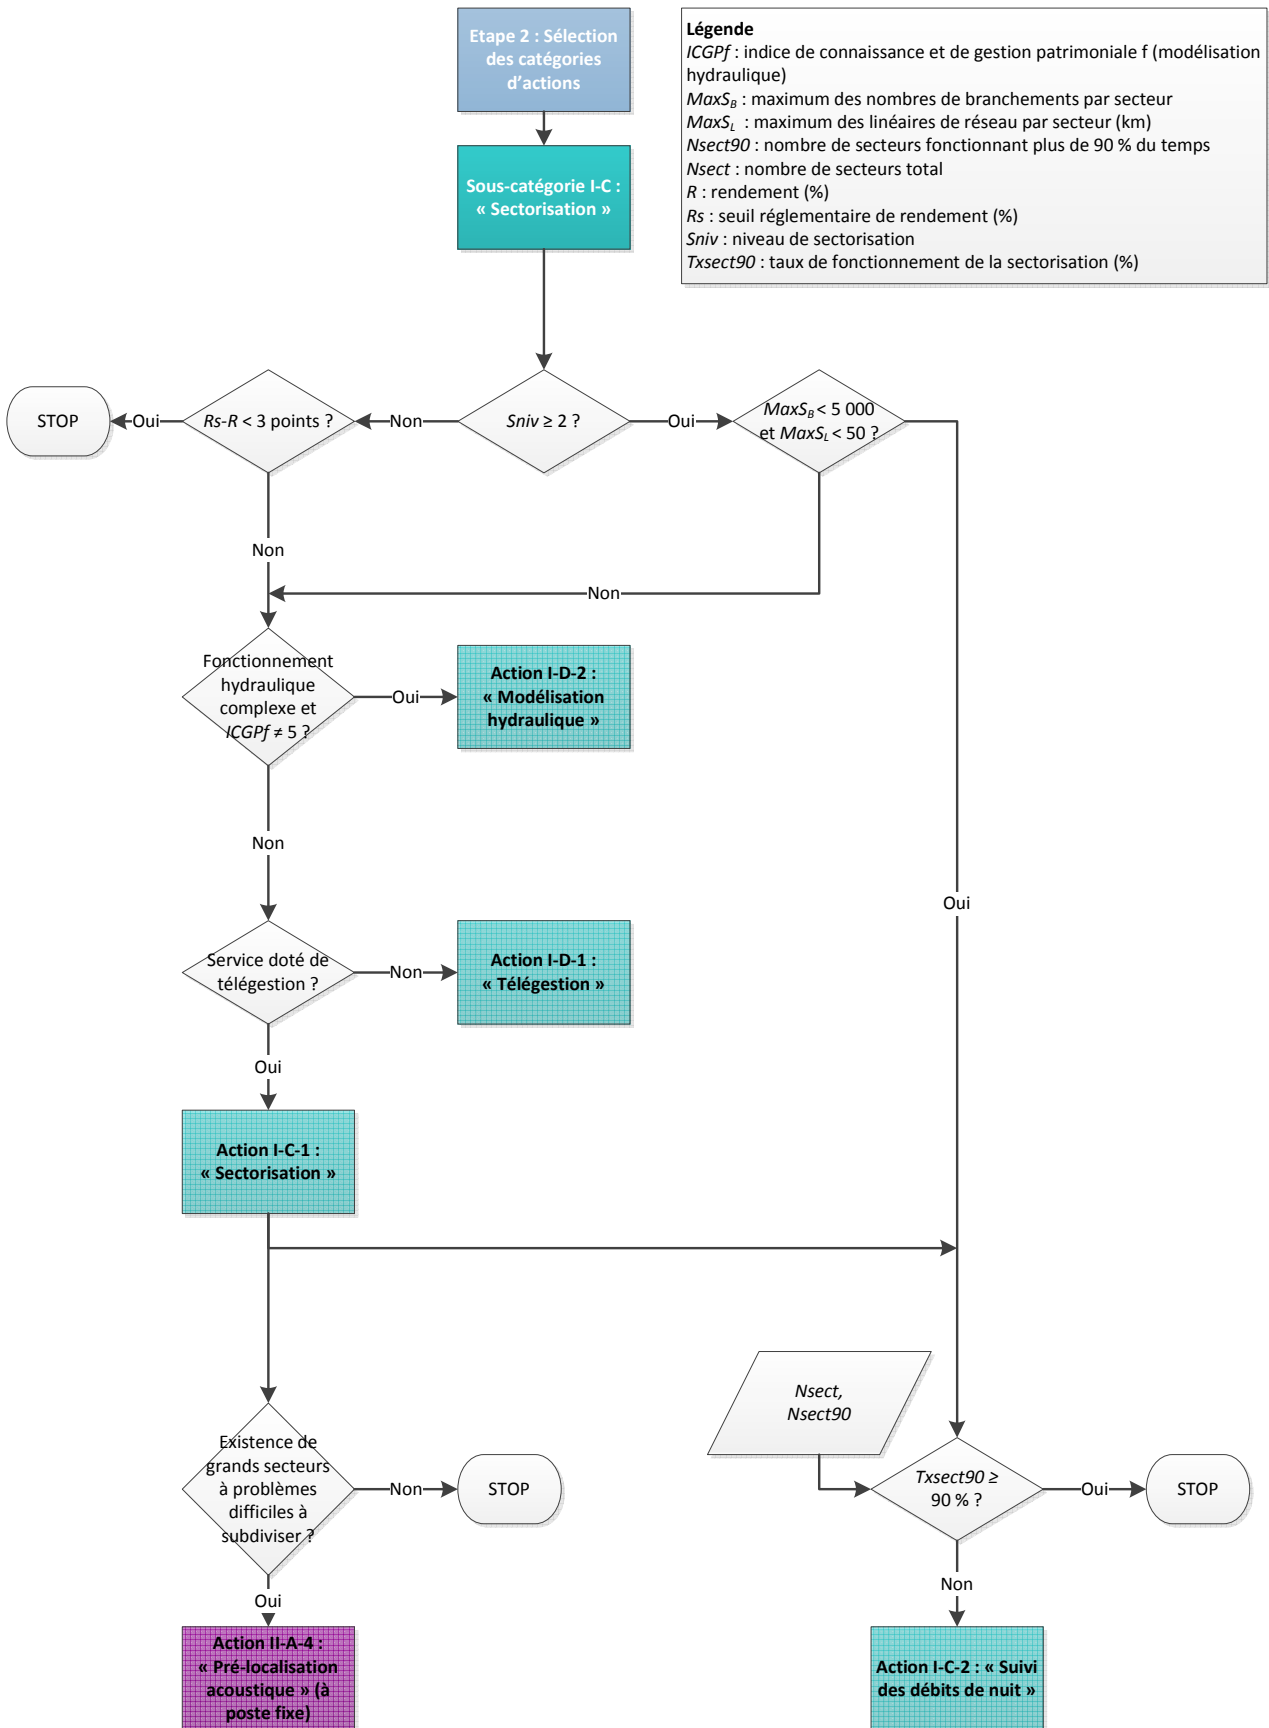 Etape 2 : Sélection
des catégories
d'actions
Légende
ICGPf : indice de connaissance et de gestion patrimoniale f (modélisation
hydraulique)
MaxS_B : maximum des nombres de branchements par secteur
MaxS_L : maximum des linéaires de réseau par secteur (km)
Nsect90 : nombre de secteurs fonctionnant plus de 90 % du temps
Nsect : nombre de secteurs total
R : rendement (%)
Rs : seuil réglementaire de rendement (%)
Sniv : niveau de sectorisation
Txsect90 : taux de fonctionnement de la sectorisation (%)
Sous-catégorie I-C :
« Sectorisation »
STOP
Oui
Rs-R < 3 points ?
Non
Sniv ≥ 2 ?
Oui
MaxS_B < 5 000
et MaxS_L < 50 ?
Non
Non
Fonctionnement
hydraulique
complexe et
ICGPf ≠ 5 ?
Oui
Action I-D-2 :
« Modélisation
hydraulique »
Non
Oui
Service doté de
télégestion ?
Non
Action I-D-1 :
« Télégestion »
Oui
Action I-C-1 :
« Sectorisation »
Nsect,
Nsect90
Existence de
grands secteurs
à problèmes
difficiles à
subdiviser ?
Non
STOP
Txsect90 ≥
90 % ?
Oui
STOP
Oui
Non
Action II-A-4 :
« Pré-localisation
acoustique » (à
poste fixe)
Action I-C-2 : « Suivi
des débits de nuit »